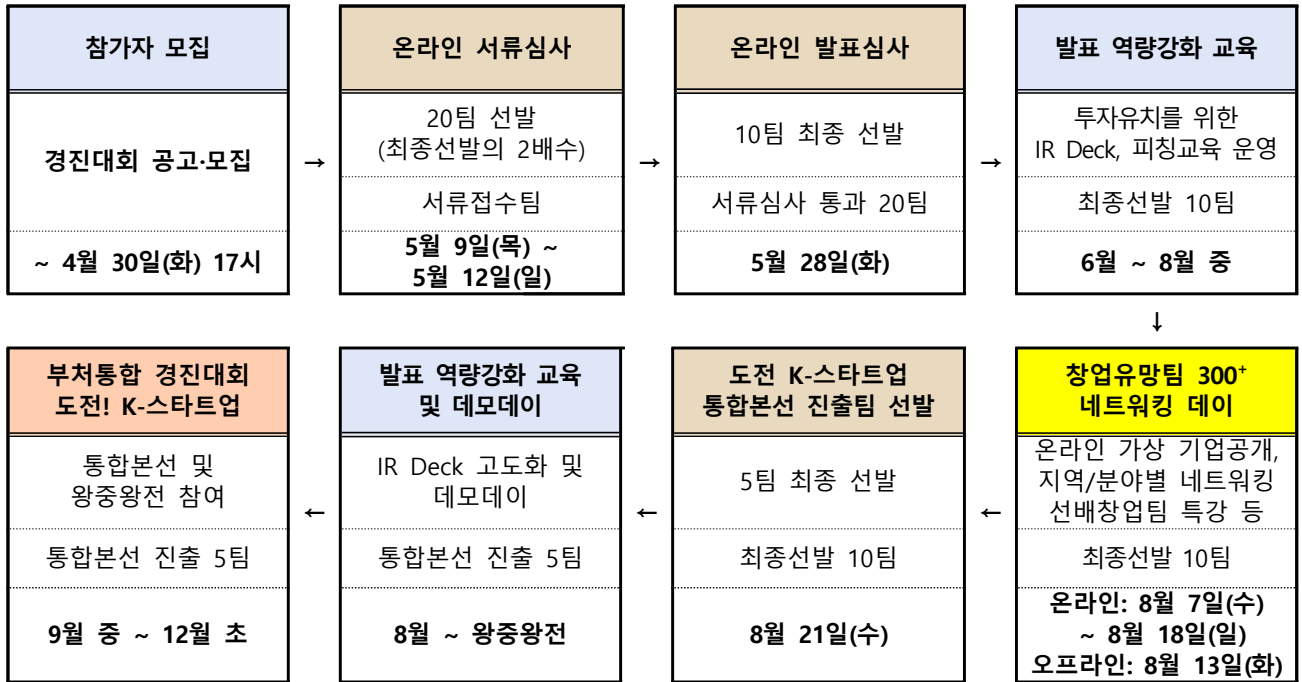 참가자 모집
경진대회 공고·모집
~ 4월 30일(화) 17시
→
온라인 서류심사
20팀 선발
(최종선발의 2배수)
서류접수팀
5월 9일(목) ~
5월 12일(일)
→
온라인 발표심사
10팀 최종 선발
서류심사 통과 20팀
5월 28일(화)
→
발표 역량강화 교육
투자유치를 위한
IR Deck, 피칭교육 운영
최종선발 10팀
6월 ~ 8월 중
↓
창업유망팀 300⁺
네트워킹 데이
온라인 가상 기업공개,
지역/분야별 네트워킹
선배창업팀 특강 등
최종선발 10팀
온라인: 8월 7일(수)
~ 8월 18일(일)
오프라인: 8월 13일(화)
←
도전 K-스타트업
통합본선 진출팀 선발
5팀 최종 선발
최종선발 10팀
8월 21일(수)
←
발표 역량강화 교육
및 데모데이
IR Deck 고도화 및
데모데이
통합본선 진출 5팀
8월 ~ 왕중왕전
←
부처통합 경진대회
도전! K-스타트업
통합본선 및
왕중왕전 참여
통합본선 진출 5팀
9월 중 ~ 12월 초